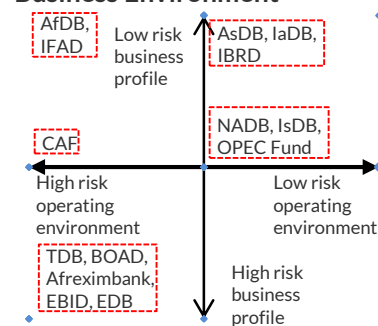 Business Environment
AfDB,
IFAD
Low risk
business
profile
AsDB, IaDB,
IBRD
CAF
NADB, IsDB,
OPEC Fund
High risk
operating
environment
Low risk
operating
environment
TDB, BOAD,
Afreximbank,
EBID, EDB
High risk
business
profile